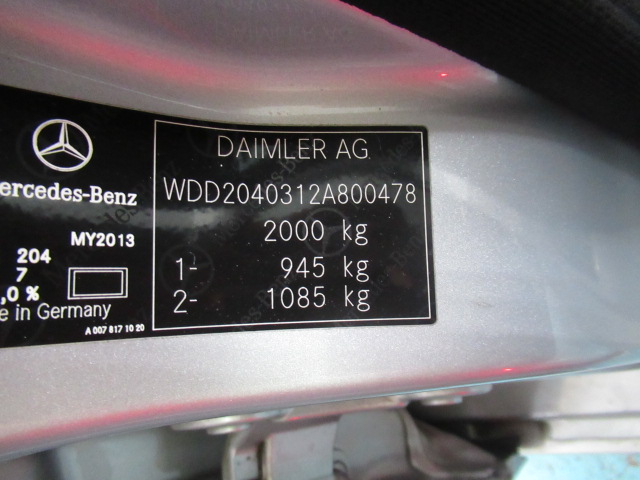 DAIMLER AG
WDD2040312A800478
2000 kg
1- 945 kg
2- 1085 kg
Mercedes-Benz
MY2013
204
7
,0 %
in Germany
A 007 817 10 20